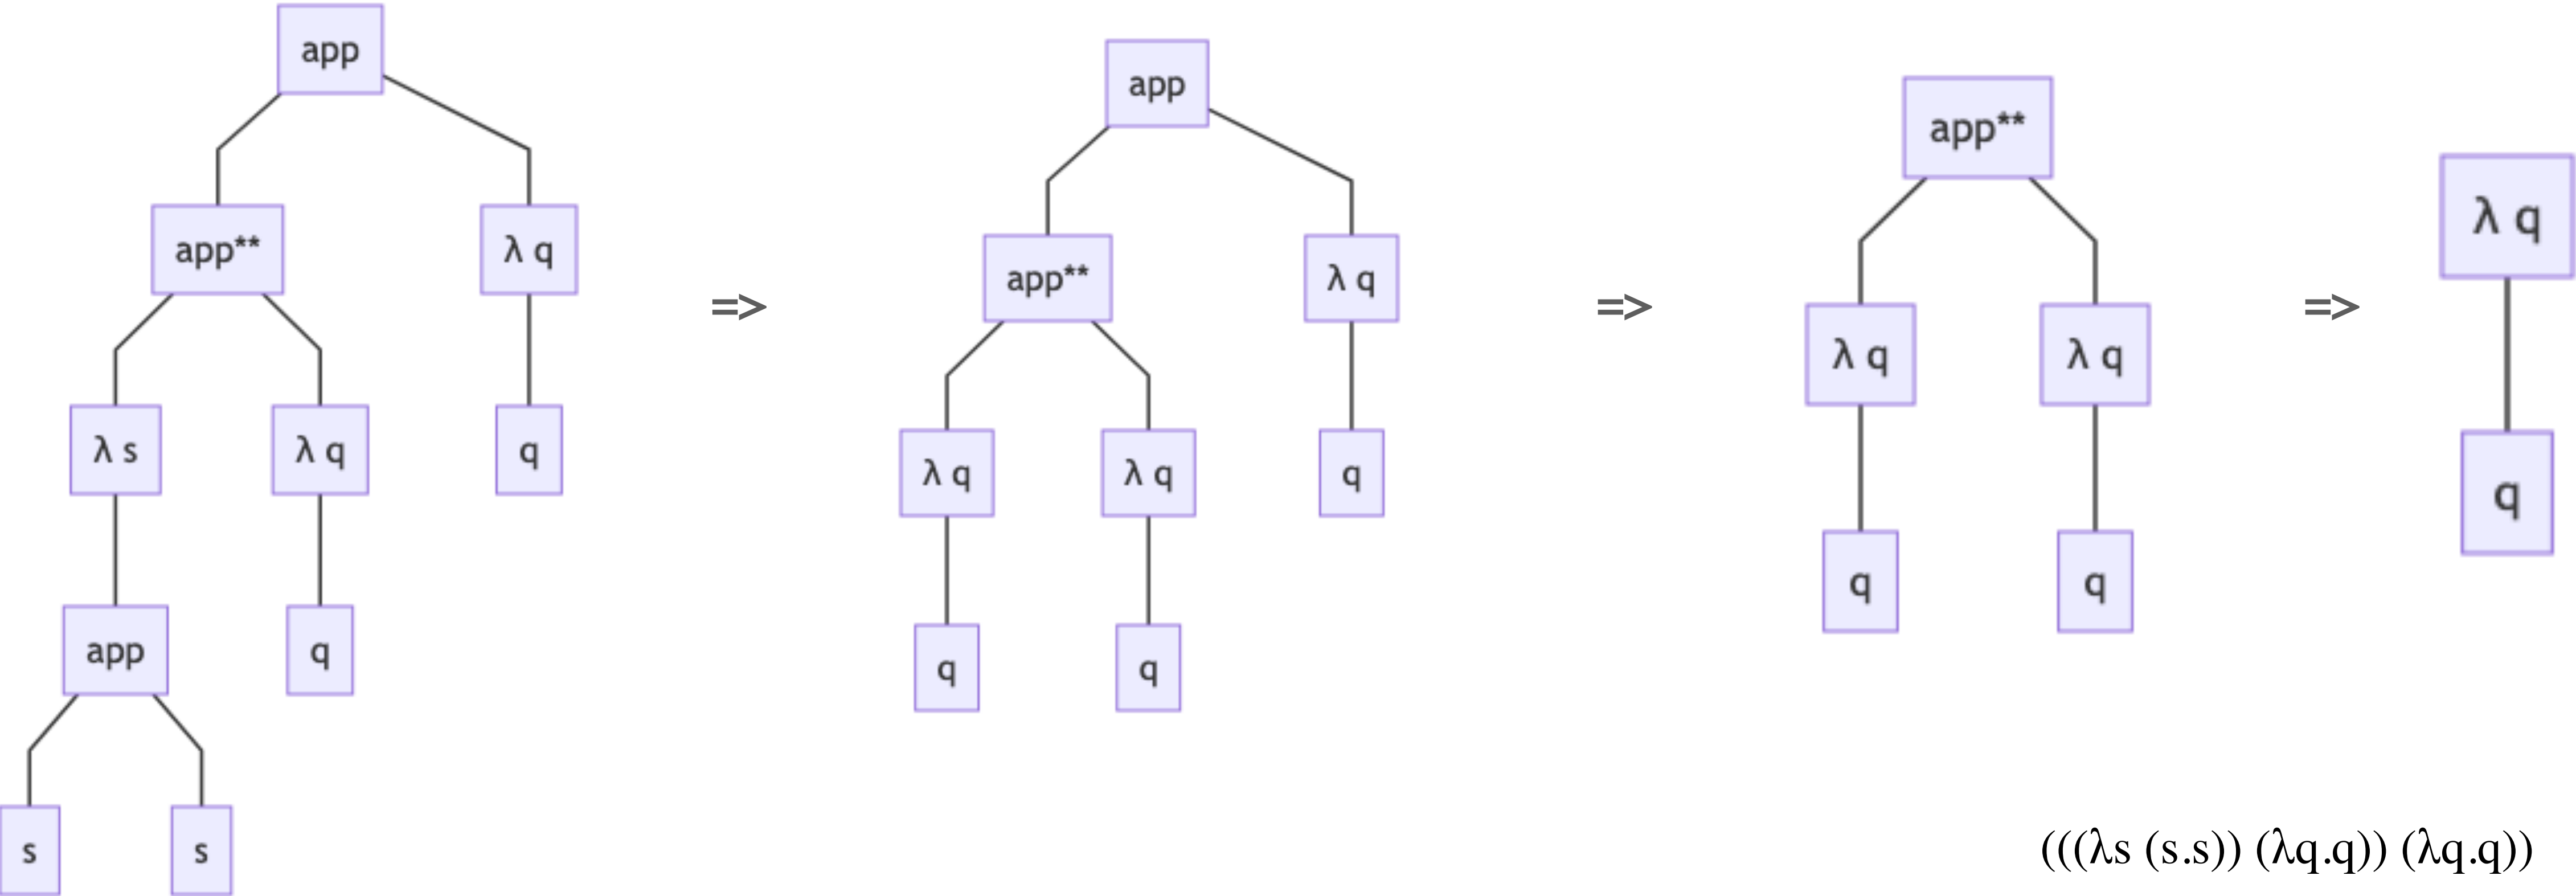 app
app
app**
app**
λ q
app**
λ q
=>
=>
=>
λ q
λ s
λ q
q
λ q
λ q
q
λ q
λ q
q
app
q
q
q
q
q
s
s
(((λs (s.s)) (λq.q)) (λq.q))